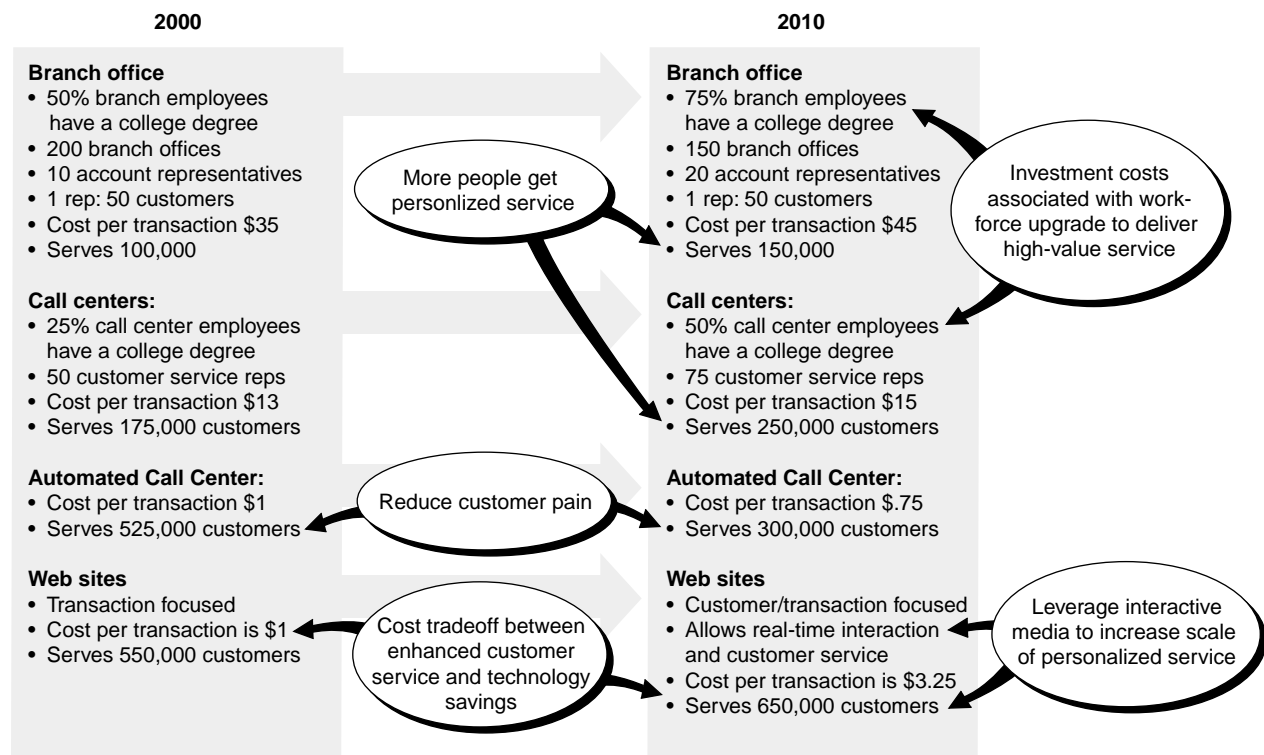 2000
Branch office
• 50% branch employees
have a college degree
• 200 branch offices
• 10 account representatives
• 1 rep: 50 customers
• Cost per transaction $35
• Serves 100,000
Call centers:
• 25% call center employees
have a college degree
• 50 customer service reps
• Cost per transaction $13
• Serves 175,000 customers
Automated Call Center:
• Cost per transaction $1
• Serves 525,000 customers
Web sites
• Transaction focused
• Cost per transaction is $1
• Serves 550,000 customers
More people get
personlized service
Reduce customer pain
Cost tradeoff between
enhanced customer
service and technology
savings
2010
Branch office
• 75% branch employees
have a college degree
• 150 branch offices
• 20 account representatives
• 1 rep: 50 customers
• Cost per transaction $45
• Serves 150,000
Call centers:
• 50% call center employees
have a college degree
• 75 customer service reps
• Cost per transaction $15
• Serves 250,000 customers
Automated Call Center:
• Cost per transaction $.75
• Serves 300,000 customers
Web sites
• Customer/transaction focused
• Allows real-time interaction
and customer service
• Cost per transaction is $3.25
• Serves 650,000 customers
Investment costs
associated with work-
force upgrade to deliver
high-value service
Leverage interactive
media to increase scale
of personalized service